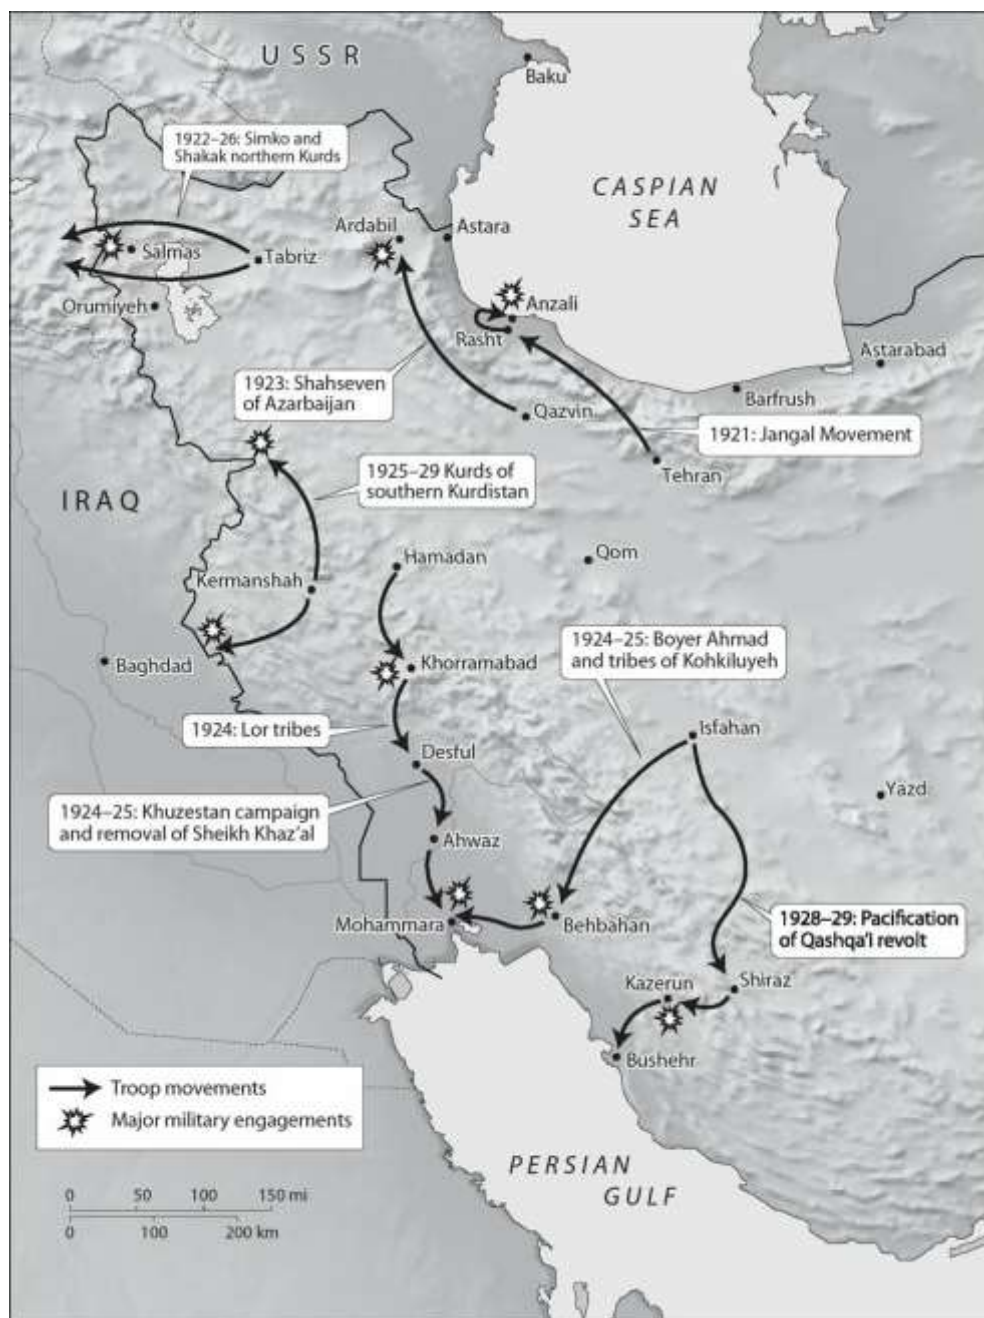 USSR
Baku
1922–26: Simko and
Shakak northern Kurds
CASPIAN
SEA
Ardabil
Astara
Salmas
Tabriz
Orumiyeh
Anzali
Rasht
Astarabad
1923: Shahseven
of Azarbaijan
Barfrush
Qazvin
1921: Jangal Movement
Tehran
1925–29 Kurds of
southern Kurdistan
IRAQ
Hamadan
Qom
Kermanshah
1924–25: Boyer Ahmad
and tribes of Kohkiluyeh
Baghdad
Khorramabad
1924: Lor tribes
Isfahan
Desful
Yazd
1924–25: Khuzestan campaign
and removal of Sheikh Khaz'al
Ahwaz
Mohammara
Behbahan
1928–29: Pacification
of Qashqa'i revolt
Kazerun
Shiraz
Bushehr
Troop movements
Major military engagements
PERSIAN
GULF
0 50 100 150 mi
0 100 200 km